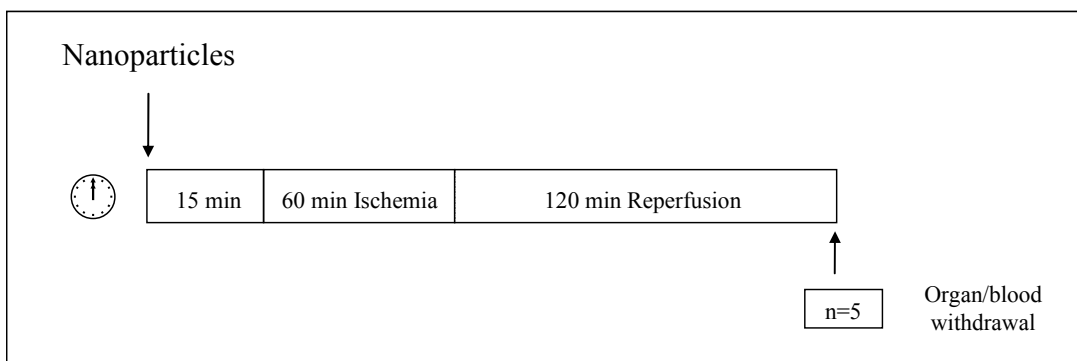 Nanoparticles
15 min
60 min Ischemia
120 min Reperfusion
n=5
Organ/blood
withdrawal